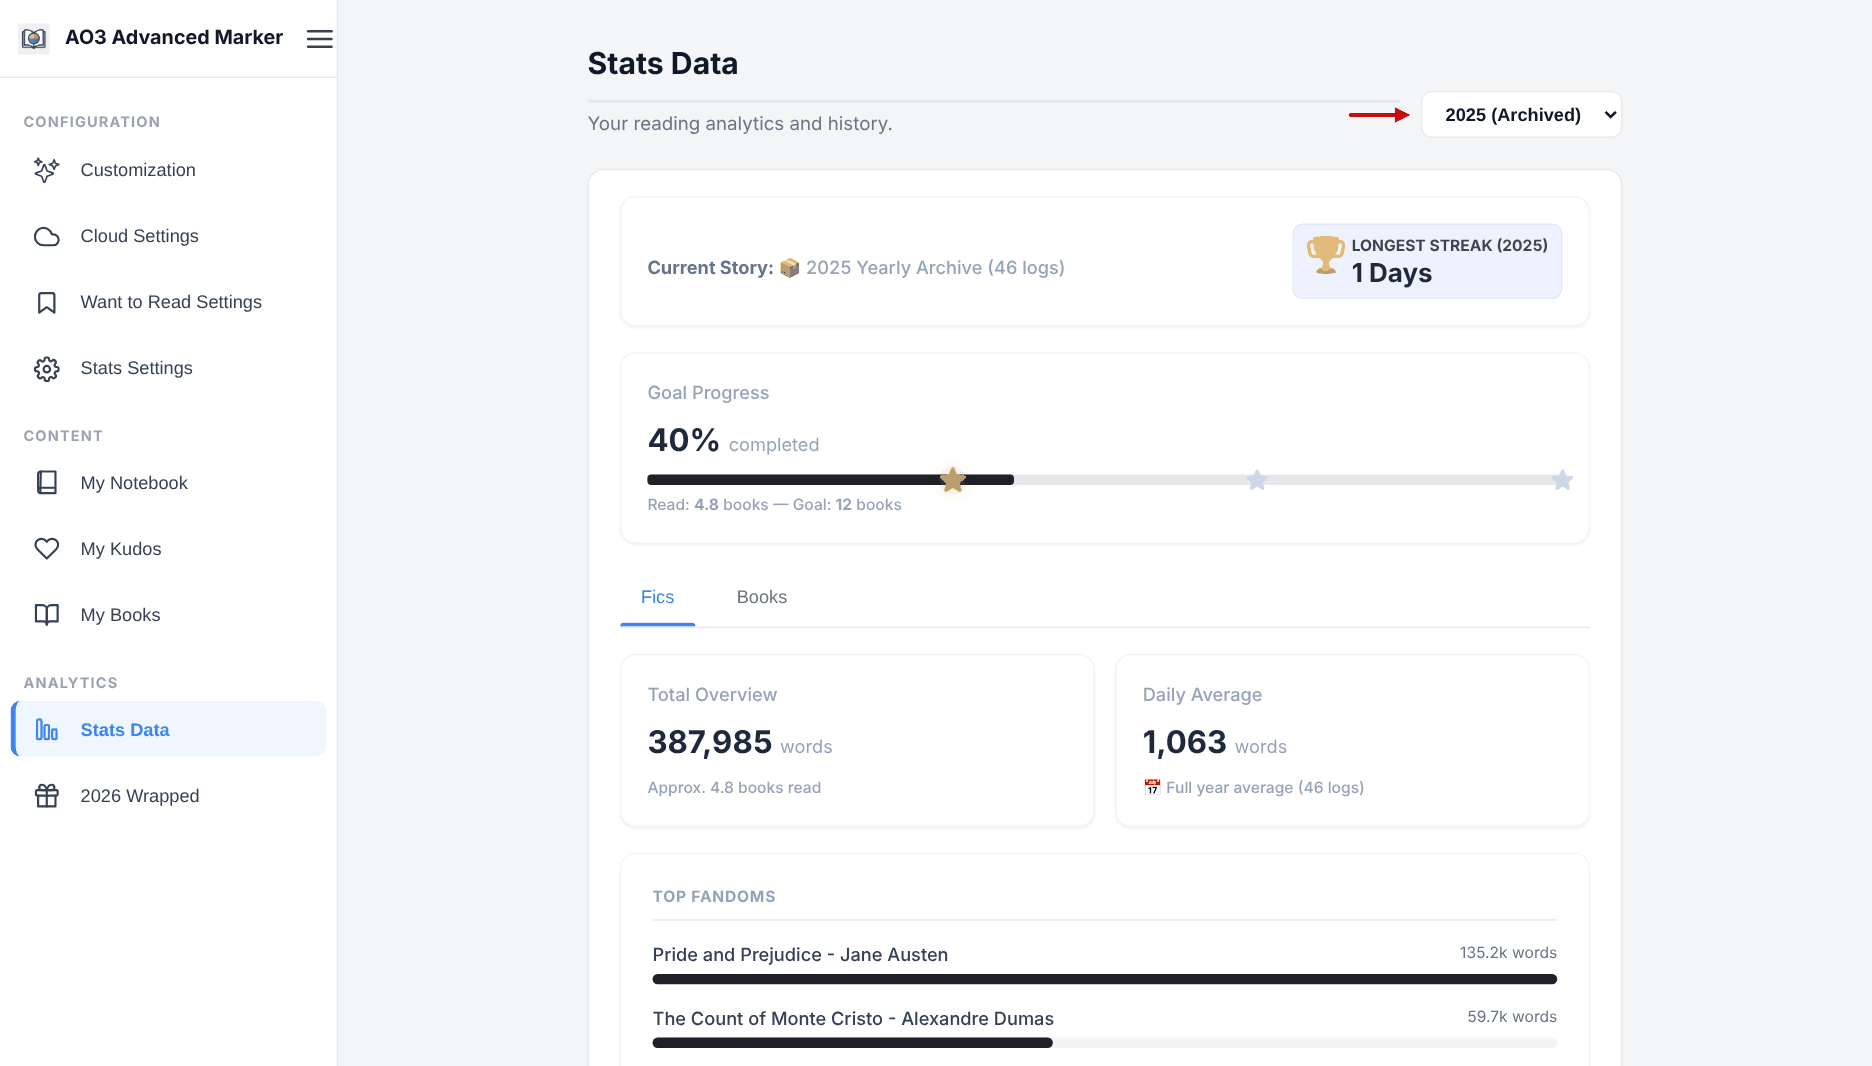 AO3 Advanced Marker
CONFIGURATION
Customization
Cloud Settings
Want to Read Settings
Stats Settings
CONTENT
My Notebook
My Kudos
My Books
ANALYTICS
Stats Data
2026 Wrapped
Stats Data
Your reading analytics and history.
2025 (Archived)
Current Story: 📦 2025 Yearly Archive (46 logs)
LONGEST STREAK (2025)
1 Days
Goal Progress
40% completed
Read: 4.8 books — Goal: 12 books
Fics
Books
Total Overview
387,985 words
Approx. 4.8 books read
Daily Average
1,063 words
📅 Full year average (46 logs)
TOP FANDOMS
Pride and Prejudice - Jane Austen
135.2k words
The Count of Monte Cristo - Alexandre Dumas
59.7k words